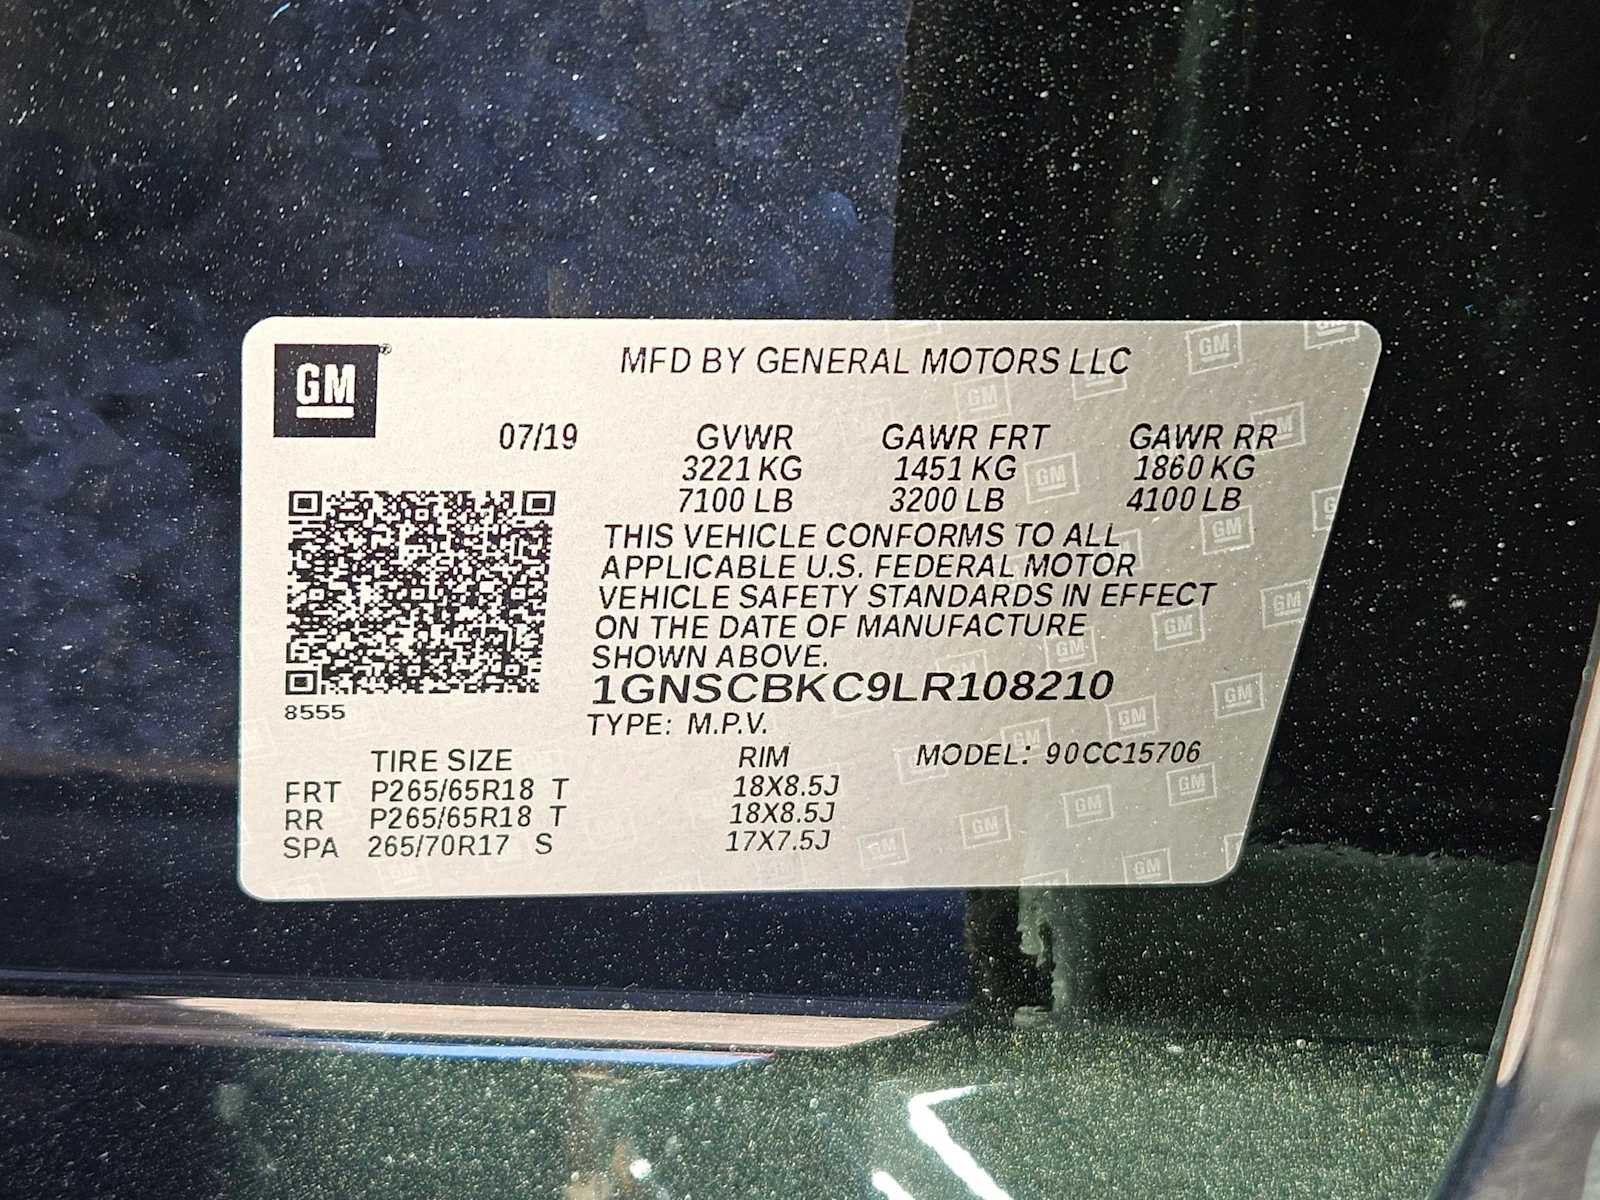 GM
MFD BY GENERAL MOTORS LLC
07/19 GVWR GAWR FRT GAWR RR
3221 KG 1451 KG 1860 KG
7100 LB 3200 LB 4100 LB
THIS VEHICLE CONFORMS TO ALL
APPLICABLE U.S. FEDERAL MOTOR
VEHICLE SAFETY STANDARDS IN EFFECT
ON THE DATE OF MANUFACTURE
SHOWN ABOVE.
1GNSCBKC9LR108210
8555
TYPE: M.P.V.
TIRE SIZE RIM MODEL: 90CC15706
FRT P265/65R18 T 18X8.5J
RR P265/65R18 T 18X8.5J
SPA 265/70R17 S 17X7.5J